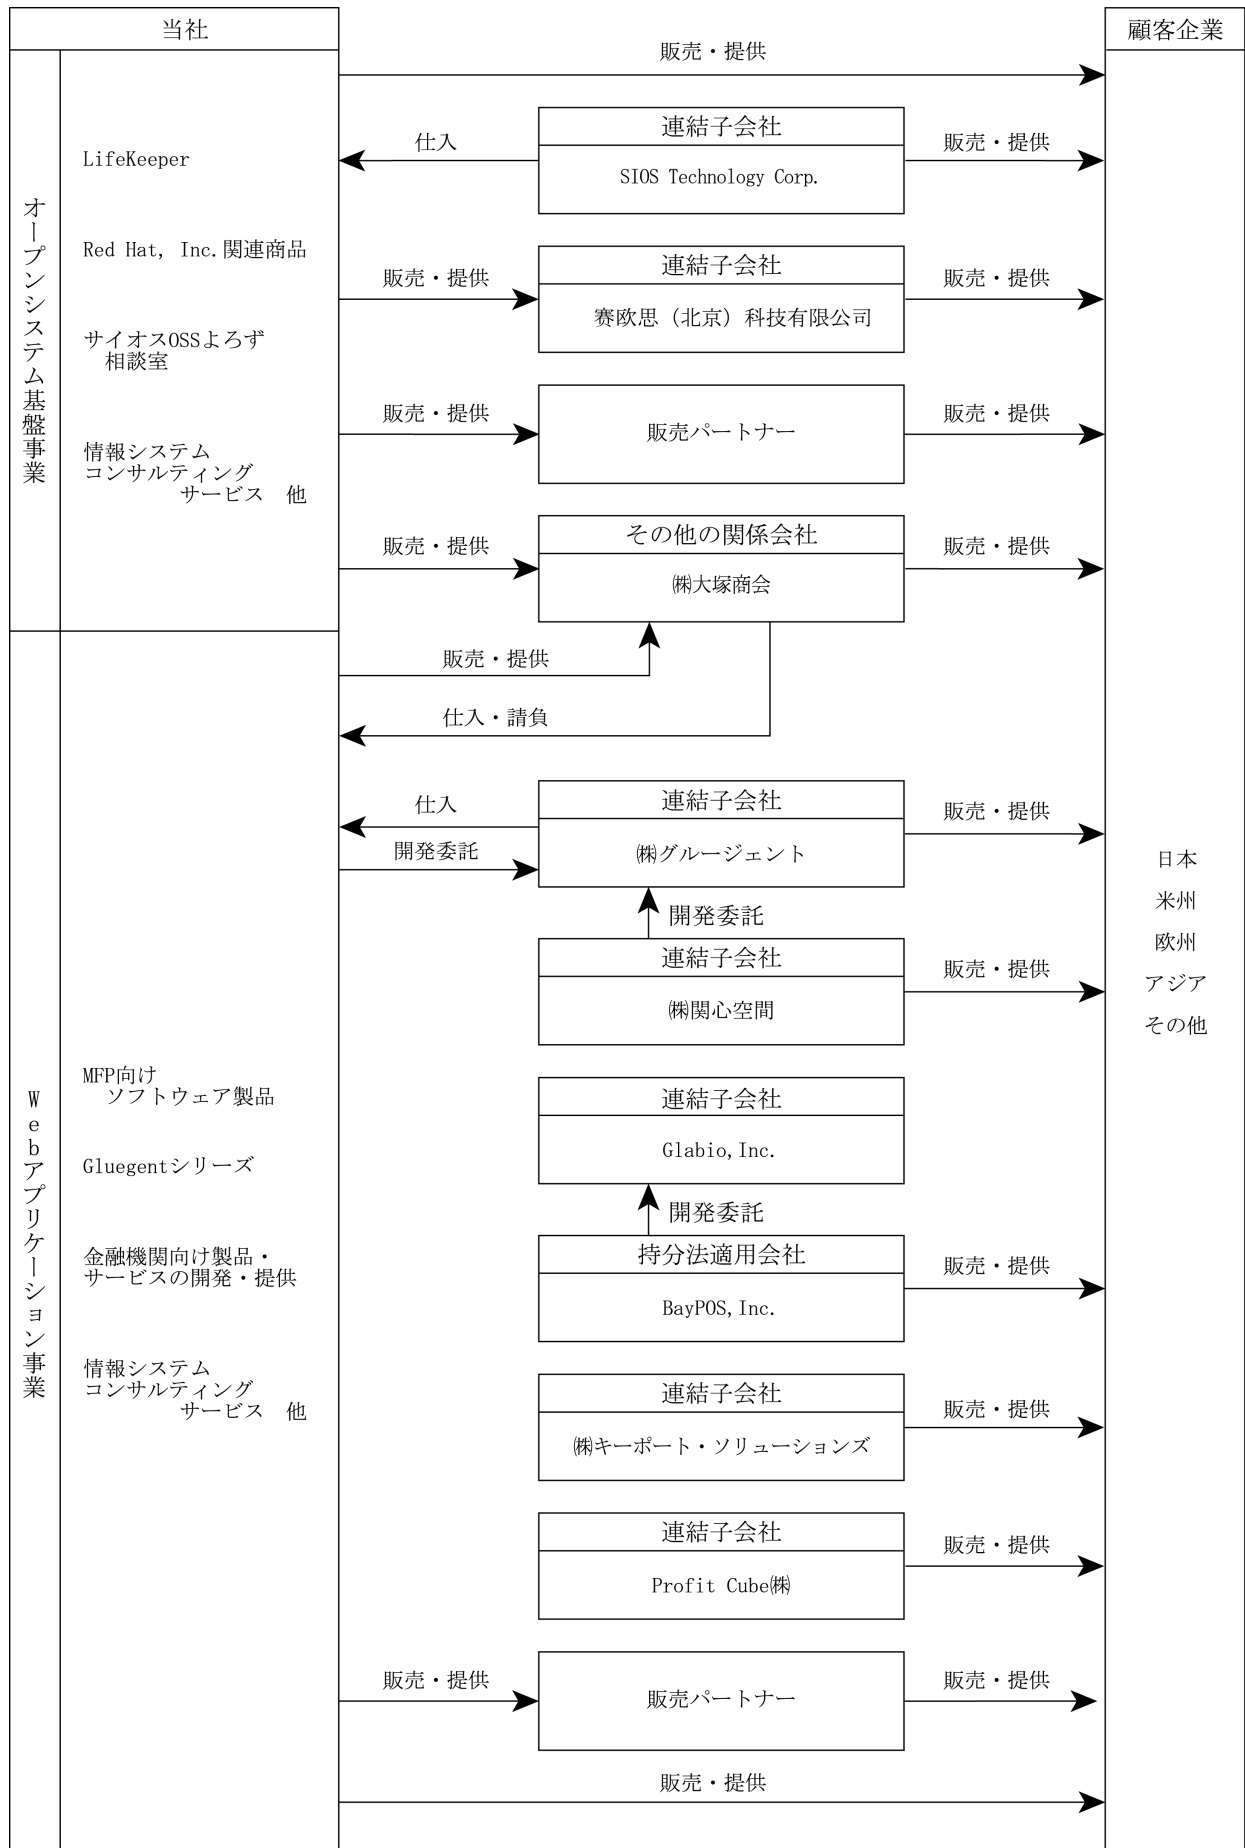 当社
顧客企業
販売・提供
オープンシステム基盤事業
LifeKeeper
Red Hat, Inc.関連商品
サイオスOSSよろず
相談室
情報システム
コンサルティング
サービス 他
仕入
連結子会社
SIOS Technology Corp.
販売・提供
販売・提供
連結子会社
赛欧思（北京）科技有限公司
販売・提供
販売・提供
販売パートナー
販売・提供
販売・提供
その他の関係会社
㈱大塚商会
販売・提供
販売・提供
仕入・請負
Webアプリケーション事業
MFP向け
ソフトウェア製品
Gluegentシリーズ
金融機関向け製品・
サービスの開発・提供
情報システム
コンサルティング
サービス 他
仕入
開発委託
連結子会社
㈱グルージェント
販売・提供
開発委託
連結子会社
㈱関心空間
販売・提供
連結子会社
Glabio,Inc.
開発委託
持分法適用会社
BayPOS,Inc.
販売・提供
連結子会社
㈱キーポート・ソリューションズ
販売・提供
連結子会社
Profit Cube㈱
販売・提供
販売・提供
販売パートナー
販売・提供
販売・提供
日本
米州
欧州
アジア
その他